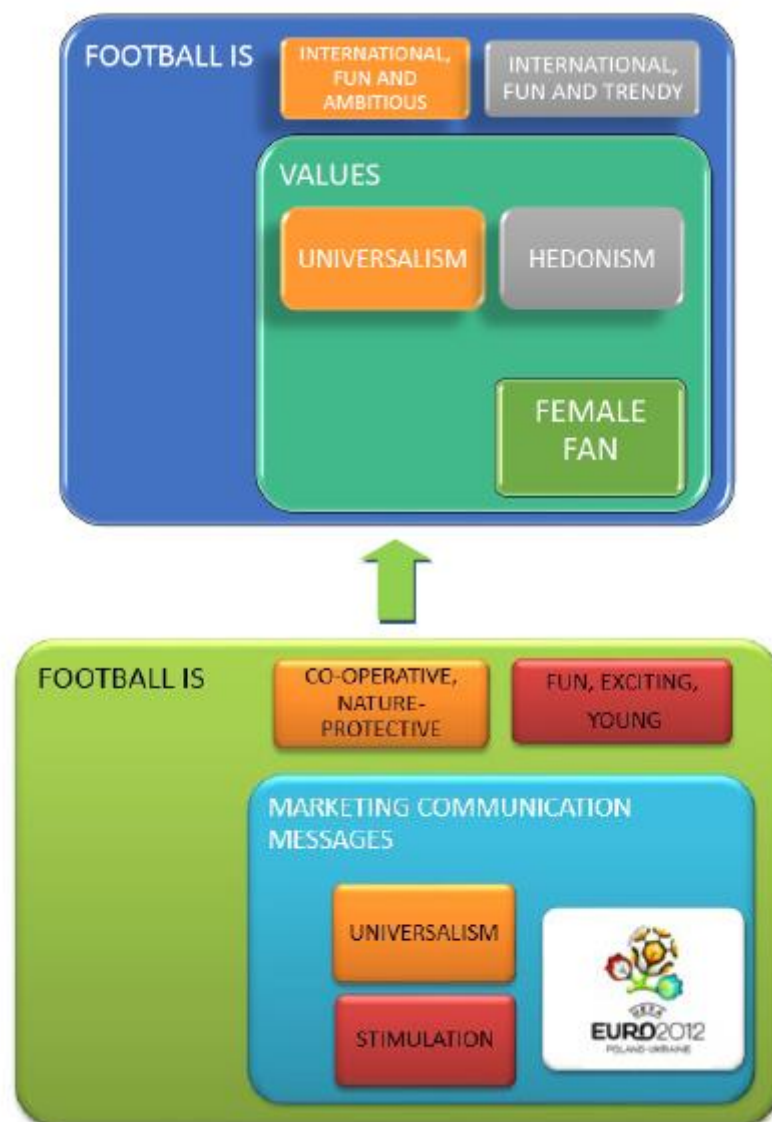 FOOTBALL IS
INTERNATIONAL,
FUN AND
AMBITIOUS
INTERNATIONAL,
FUN AND TRENDY
VALUES
UNIVERSALISM
HEDONISM
FEMALE
FAN
FOOTBALL IS
CO-OPERATIVE,
NATURE-
PROTECTIVE
FUN, EXCITING,
YOUNG
MARKETING COMMUNICATION
MESSAGES
UNIVERSALISM
STIMULATION
UEFA
EURO2012
POLAND-UKRAINE